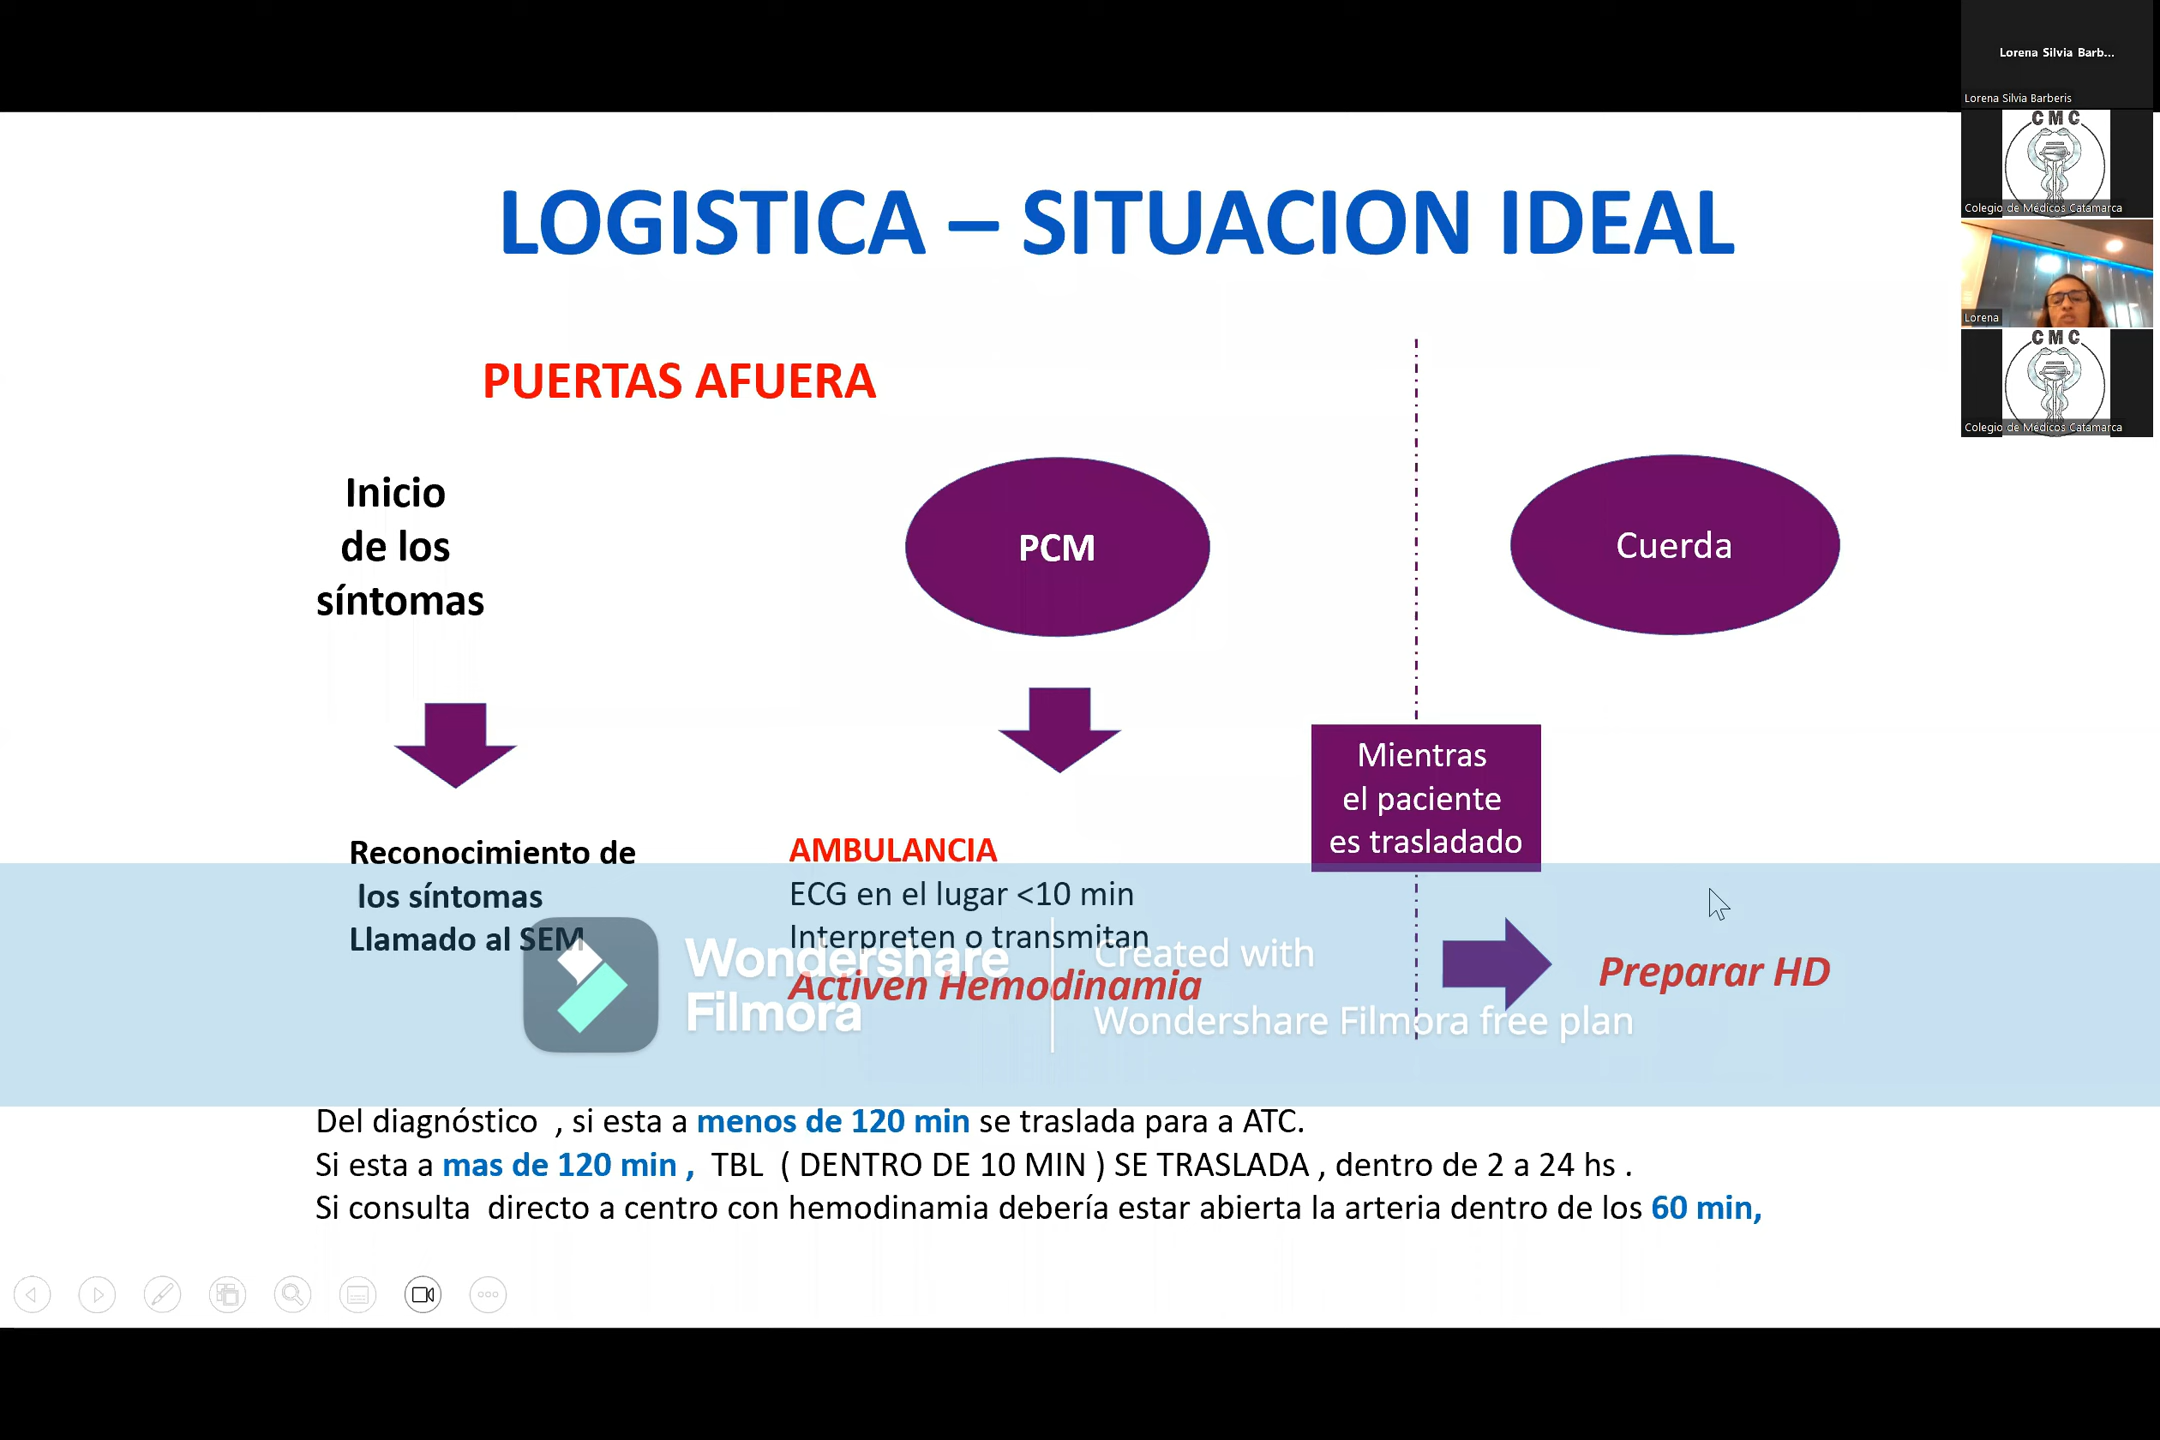 Lorena Silvia Barb...
Lorena Silvia Barberis
C M C
Colegio de Médicos Catamarca
Lorena
C M C
Colegio de Médicos Catamarca
LOGISTICA – SITUACION IDEAL
PUERTAS AFUERA
Inicio
de los
síntomas
PCM
Cuerda
Mientras
el paciente
es trasladado
Reconocimiento de
los síntomas
Llamado al SEM
AMBULANCIA
ECG en el lugar <10 min
Interpreten o transmitan
Activen Hemodinamia
Preparar HD
Wondershare
Filmora
Created with
Wondershare Filmora free plan
Del diagnóstico , si esta a menos de 120 min se traslada para a ATC.
Si esta a mas de 120 min , TBL ( DENTRO DE 10 MIN ) SE TRASLADA , dentro de 2 a 24 hs .
Si consulta directo a centro con hemodinamia debería estar abierta la arteria dentro de los 60 min,